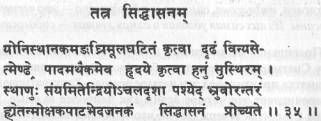 तत्र सिद्धासनम्
योनिस्थानकमङ्घ्रिमूलघटितं कृत्वा दृढं विन्यसे-
त्मेण्ढ्रे पादमथैकमेव हृदये कृत्वा हनुं सुस्थिरम् ।
स्थाणुः संयमितेन्द्रियोऽचलदृशा पश्येद् भ्रुवोरन्तरं
ह्येतन्मोक्षकपाटभेदजनकं सिद्धासनं प्रोच्यते ॥ ३५ ॥